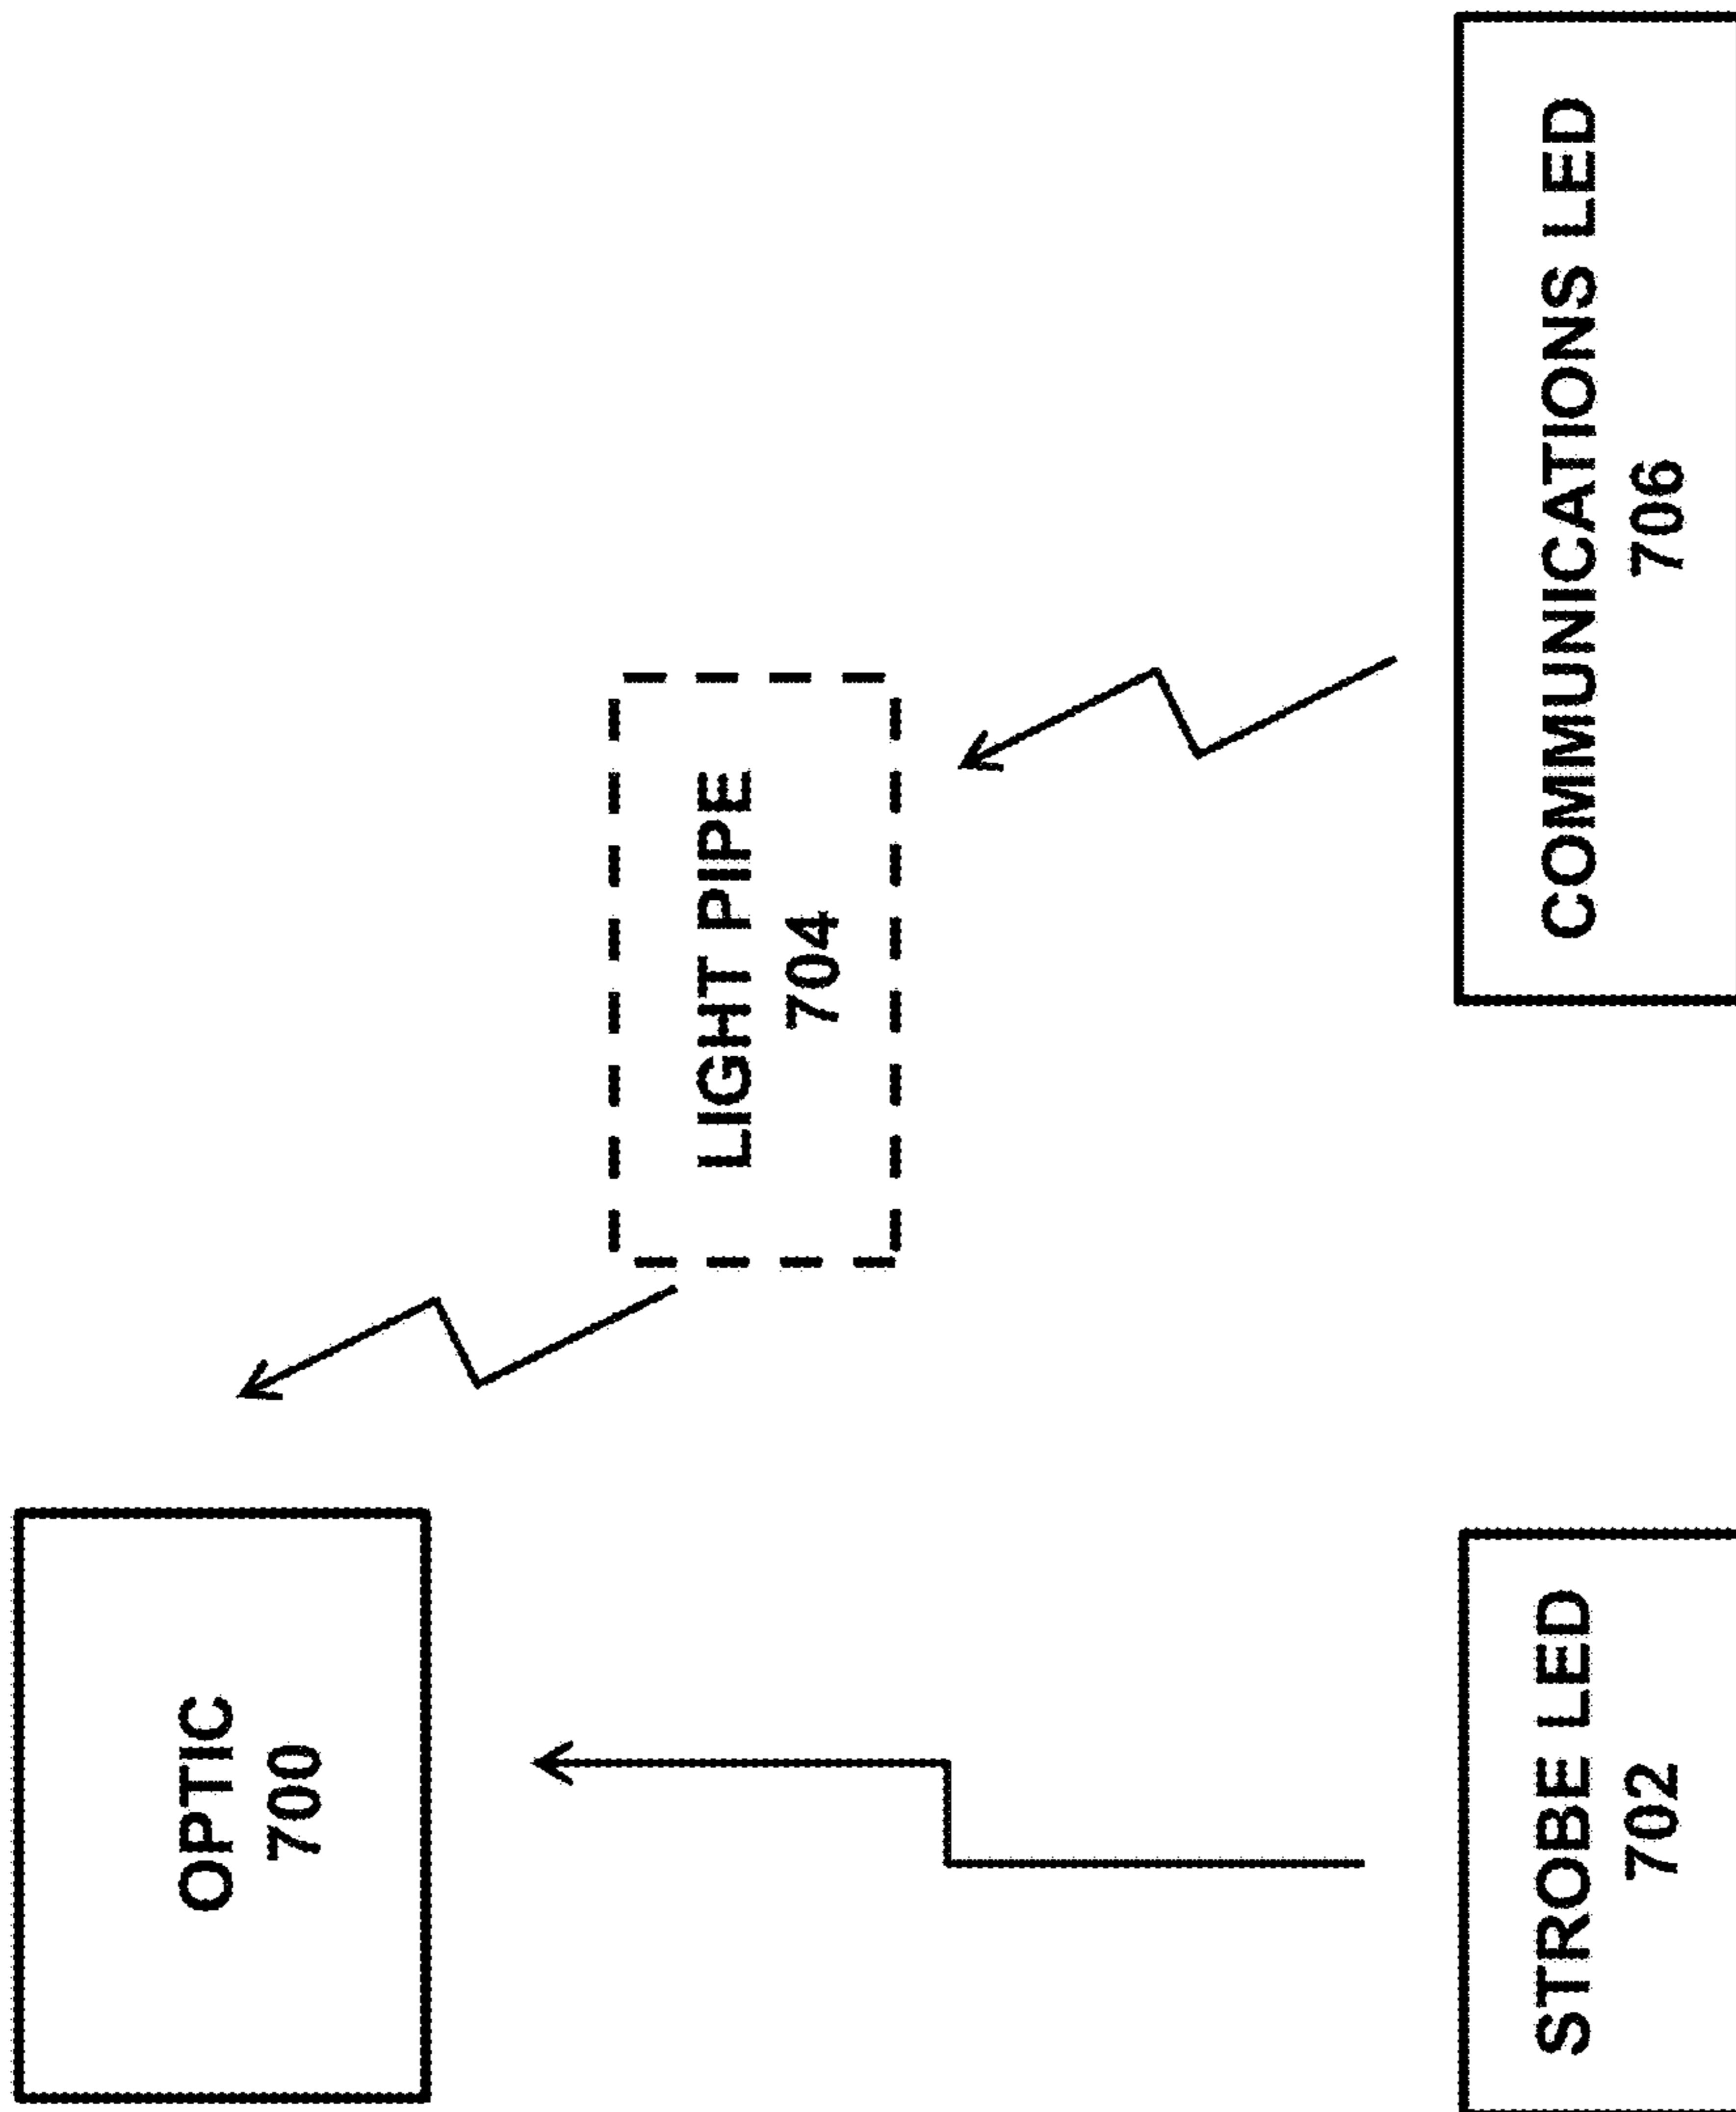 OPTIC
700
LIGHT PIPE
704
COMMUNICATIONS LED
706
STROBE LED
702